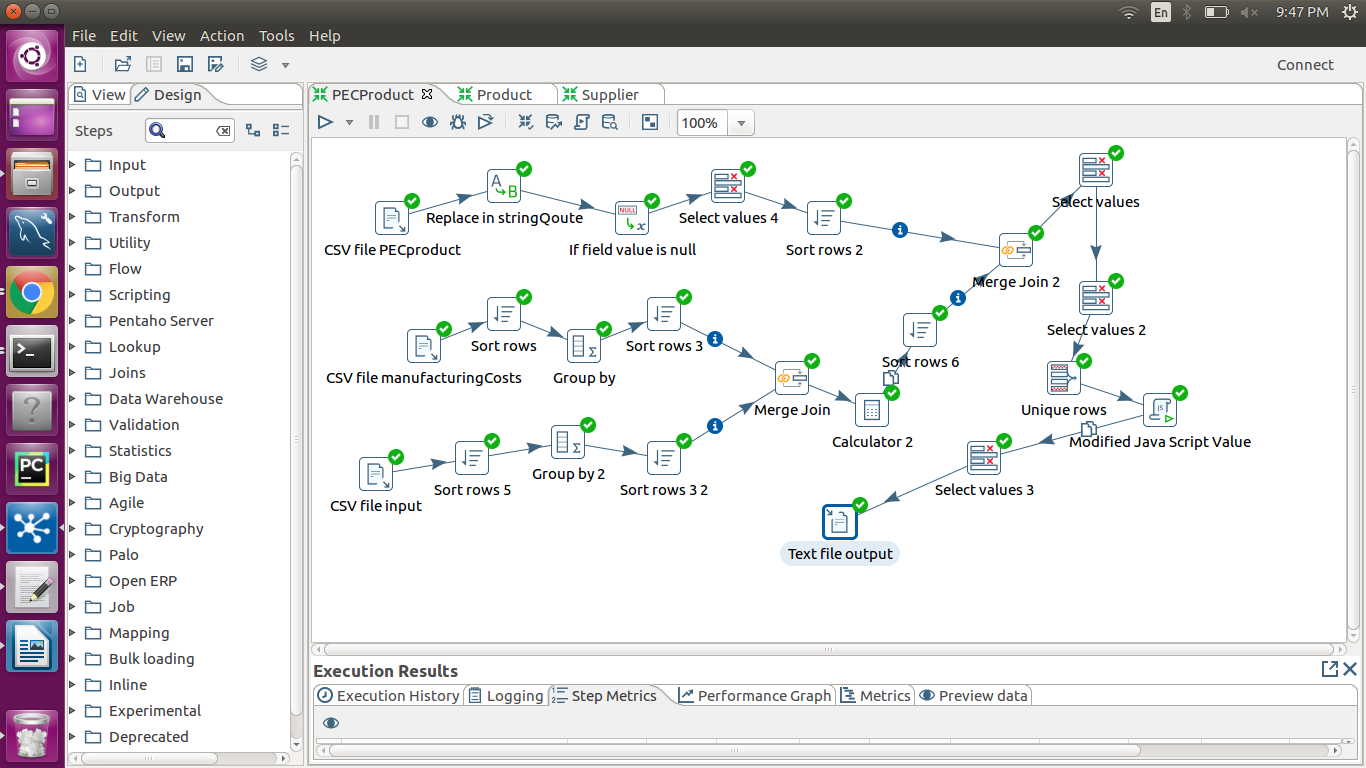 En
9:47 PM
File Edit View Action Tools Help
Connect
View Design
PECProduct Product Supplier
Steps
100%
Input
Output
Transform
Utility
Flow
Scripting
Pentaho Server
Lookup
Joins
Data Warehouse
Validation
Statistics
Big Data
Agile
Cryptography
Palo
Open ERP
Job
Mapping
Bulk loading
Inline
Experimental
Deprecated
A
B
NULL
x
Select values
Replace in stringQoute
Select values 4
CSV file PECproduct
If field value is null
Sort rows 2
Merge Join 2
Select values 2
Sort rows
Sort rows 3
Sort rows 6
CSV file manufacturingCosts
Group by
Merge Join
Unique rows
JS
Calculator 2
Modified Java Script Value
Group by 2
Sort rows 5
Sort rows 3 2
Select values 3
CSV file input
Text file output
PC
Execution Results
Execution History Logging Step Metrics Performance Graph Metrics Preview data